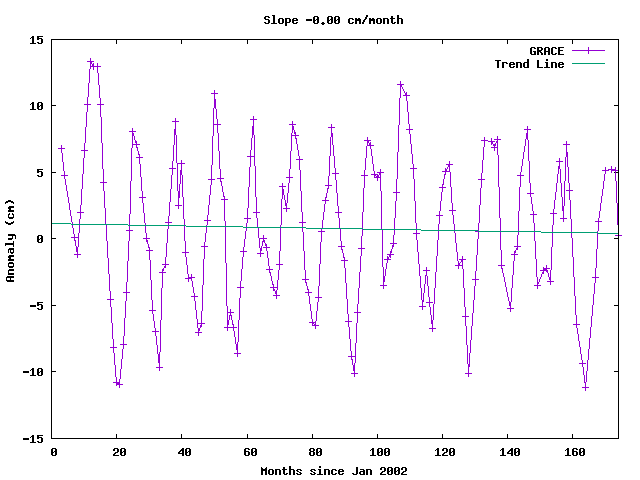 Slope -0.00 cm/month
GRACE
Trend Line
15
10
5
0
-5
-10
-15
Anomaly (cm)
0 20 40 60 80 100 120 140 160
Months since Jan 2002